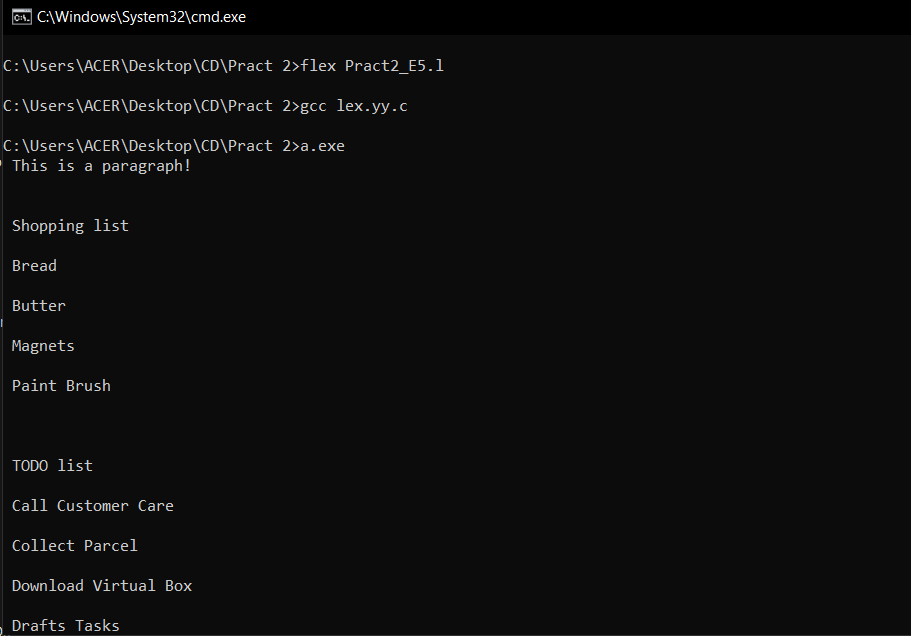 C:\Windows\System32\cmd.exe
C:\Users\ACER\Desktop\CD\Pract 2>flex Pract2_E5.l
C:\Users\ACER\Desktop\CD\Pract 2>gcc lex.yy.c
C:\Users\ACER\Desktop\CD\Pract 2>a.exe
This is a paragraph!
Shopping list
Bread
Butter
Magnets
Paint Brush
TODO list
Call Customer Care
Collect Parcel
Download Virtual Box
Drafts Tasks